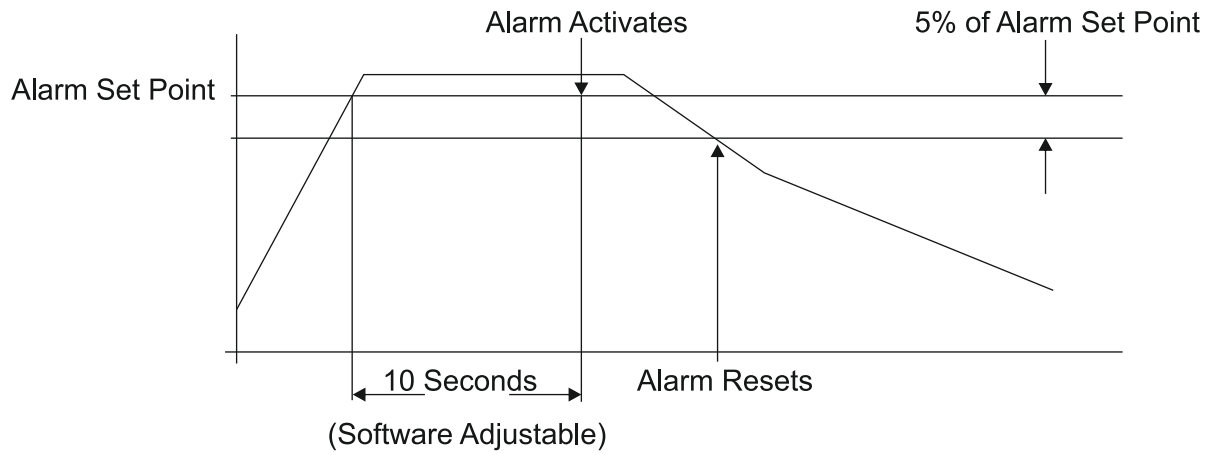 Alarm Activates
5% of Alarm Set Point
Alarm Set Point
10 Seconds
Alarm Resets
(Software Adjustable)